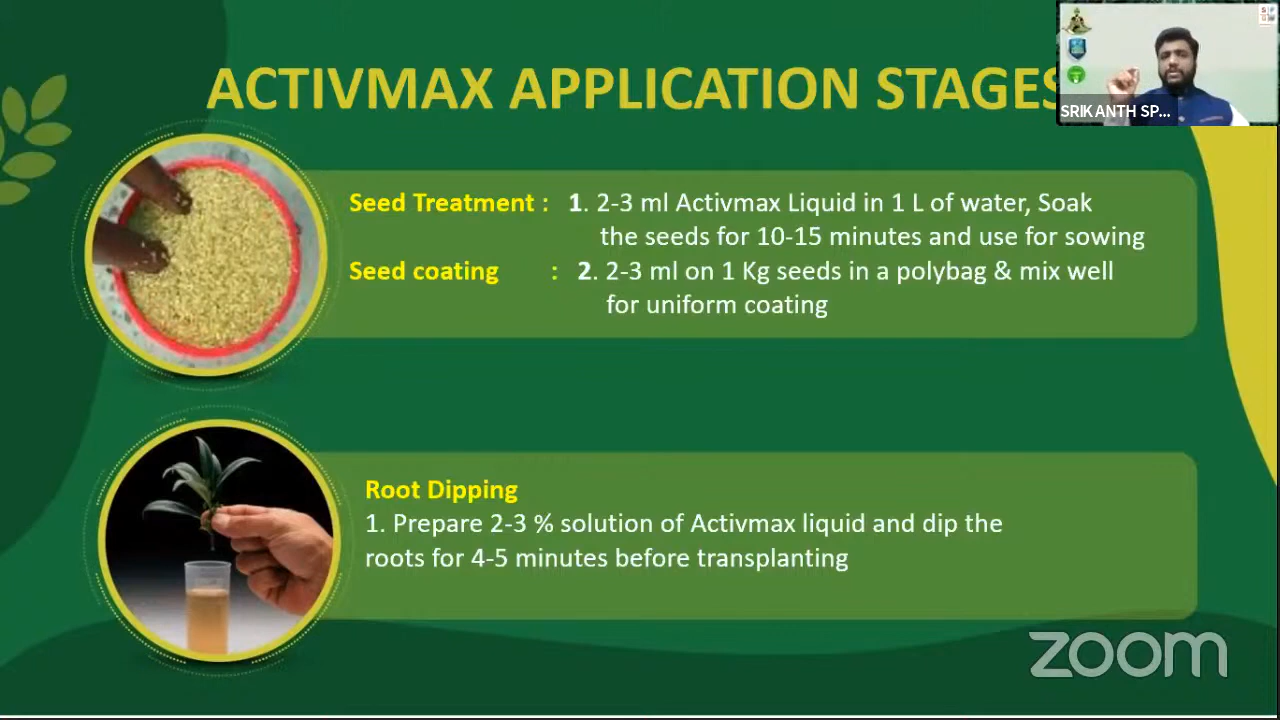 ACTIVMAX APPLICATION STAGES
SRIKANTH SP...
Seed Treatment : 1. 2-3 ml Activmax Liquid in 1 L of water, Soak
the seeds for 10-15 minutes and use for sowing
Seed coating : 2. 2-3 ml on 1 Kg seeds in a polybag & mix well
for uniform coating
Root Dipping
1. Prepare 2-3 % solution of Activmax liquid and dip the
roots for 4-5 minutes before transplanting
zoom